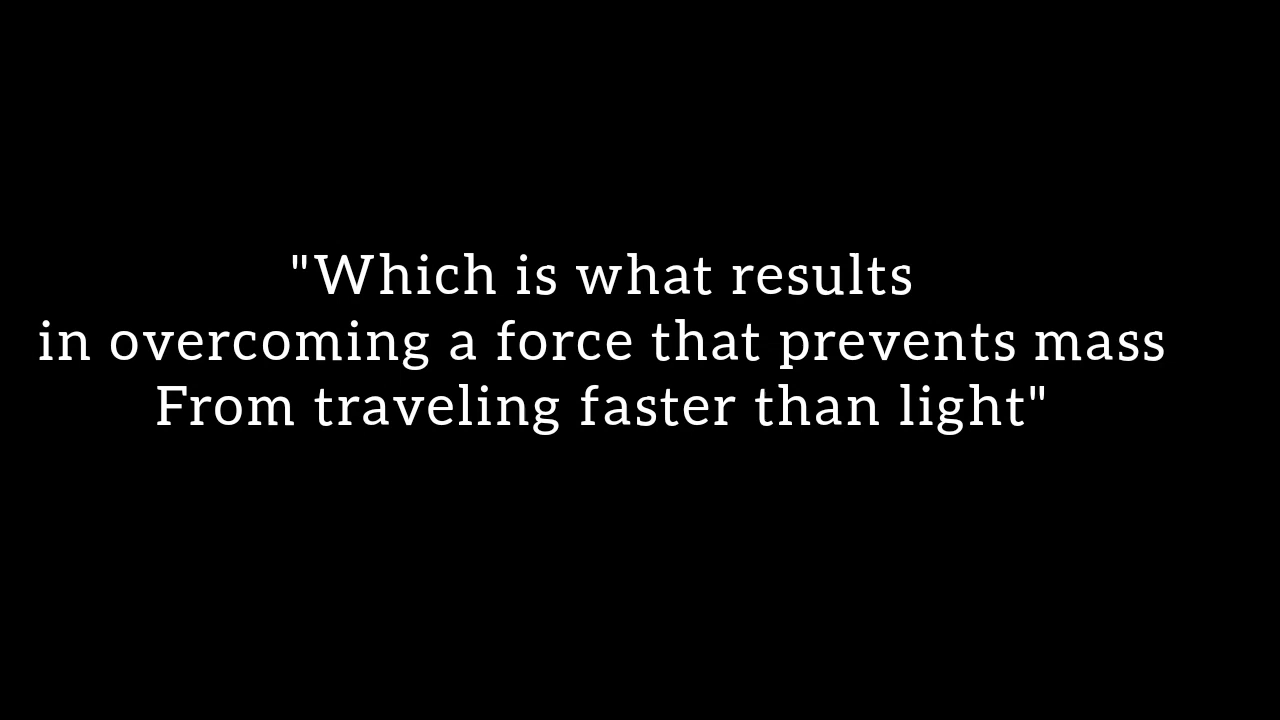 "Which is what results
in overcoming a force that prevents mass
From traveling faster than light"